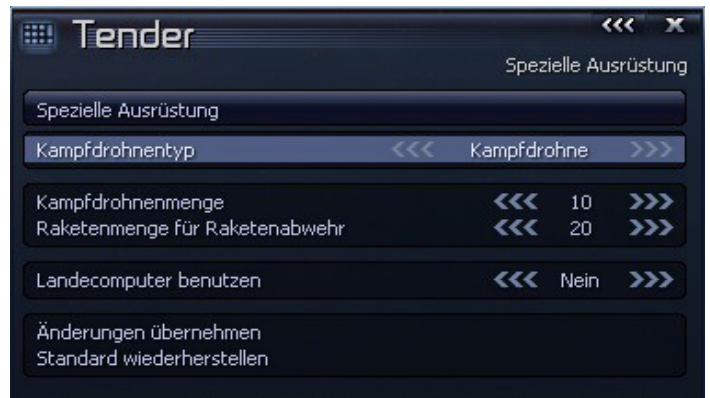 Tender
Spezielle Ausrüstung
Spezielle Ausrüstung
Kampfdrohnentyp <<< Kampfdrohne >>>
Kampfdrohnenmenge <<< 10 >>>
Raketenmenge für Raketenabwehr <<< 20 >>>
Landecomputer benutzen <<< Nein >>>
Änderungen übernehmen
Standard wiederherstellen